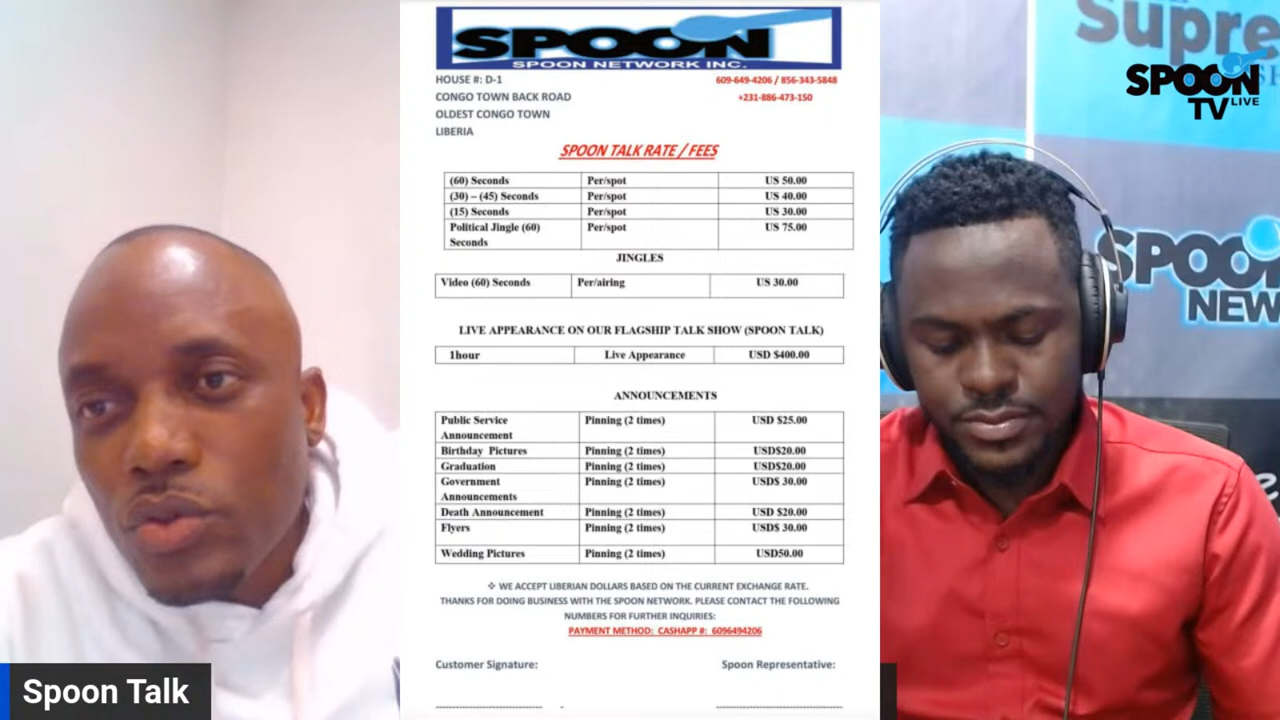 SPOON
SPOON NETWORK INC.
HOUSE #: D-1
609-649-4206 / 856-343-5848
CONGO TOWN BACK ROAD
+231-886-473-150
OLDEST CONGO TOWN
LIBERIA
SPOON TALK RATE / FEES
(60) Seconds Per/spot US 50.00
(30) – (45) Seconds Per/spot US 40.00
(15) Seconds Per/spot US 30.00
Political Jingle (60) Per/spot US 75.00
Seconds
JINGLES
Video (60) Seconds Per/airing US 30.00
LIVE APPEARANCE ON OUR FLAGSHIP TALK SHOW (SPOON TALK)
1hour Live Appearance USD $400.00
ANNOUNCEMENTS
Public Service Pinning (2 times) USD $25.00
Announcement
Birthday Pictures Pinning (2 times) USD$20.00
Graduation Pinning (2 times) USD$20.00
Government Pinning (2 times) USD$ 30.00
Announcements
Death Announcement Pinning (2 times) USD $20.00
Flyers Pinning (2 times) USD$ 30.00
Wedding Pictures Pinning (2 times) USD50.00
❖ WE ACCEPT LIBERIAN DOLLARS BASED ON THE CURRENT EXCHANGE RATE.
THANKS FOR DOING BUSINESS WITH THE SPOON NETWORK. PLEASE CONTACT THE FOLLOWING
NUMBERS FOR FURTHER INQUIRIES:
PAYMENT METHOD: CASHAPP #: 6096494206
Customer Signature: Spoon Representative:
Spoon Talk
Supre
SPOON
TV LIVE
SPOON
NEW